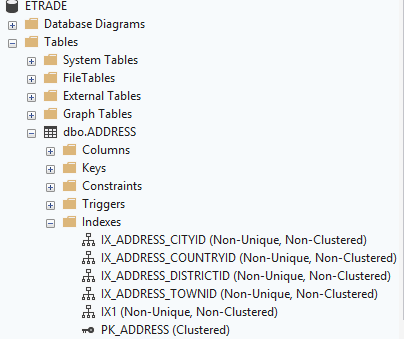 ETRADE
Database Diagrams
Tables
System Tables
FileTables
External Tables
Graph Tables
dbo.ADDRESS
Columns
Keys
Constraints
Triggers
Indexes
IX_ADDRESS_CITYID (Non-Unique, Non-Clustered)
IX_ADDRESS_COUNTRYID (Non-Unique, Non-Clustered)
IX_ADDRESS_DISTRICTID (Non-Unique, Non-Clustered)
IX_ADDRESS_TOWNID (Non-Unique, Non-Clustered)
IX1 (Non-Unique, Non-Clustered)
PK_ADDRESS (Clustered)